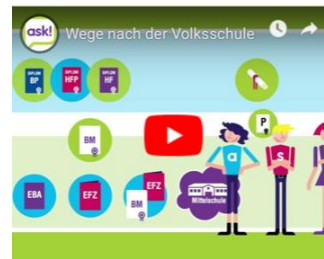 ask! Wege nach der Volksschule
DIPLOM BP DIPLOM HFP DIPLOM HF
BM P
EBA EFZ EFZ BM Mittelschule
a s